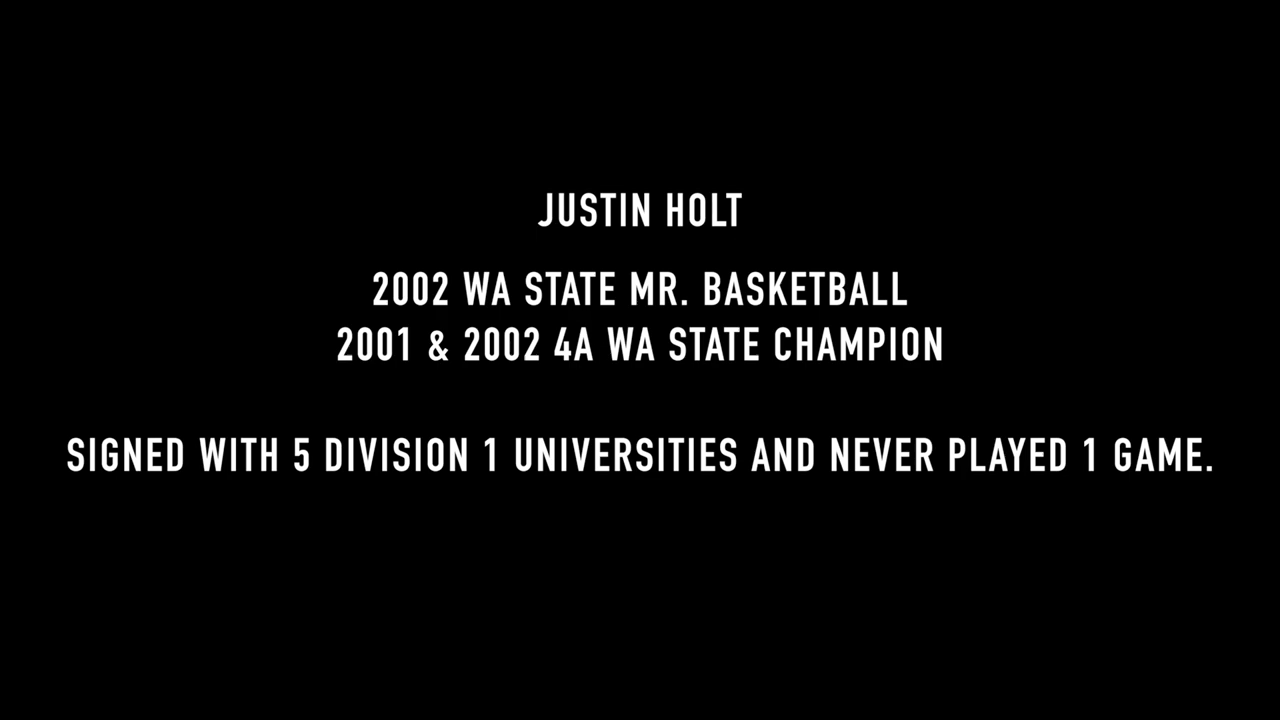 JUSTIN HOLT
2002 WA STATE MR. BASKETBALL
2001 & 2002 4A WA STATE CHAMPION
SIGNED WITH 5 DIVISION 1 UNIVERSITIES AND NEVER PLAYED 1 GAME.